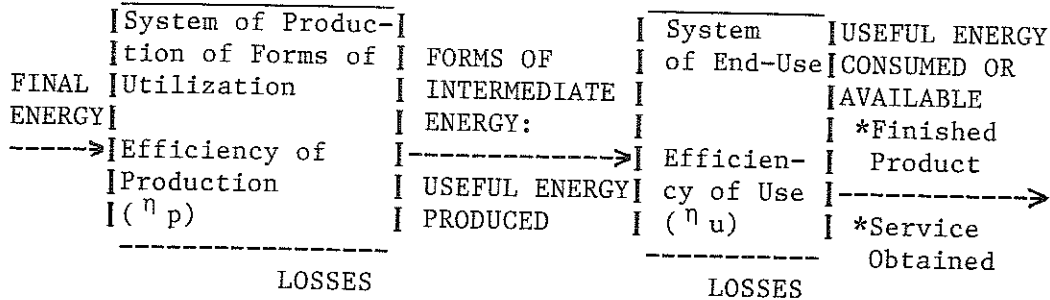 System of Produc-
tion of Forms of
Utilization
FINAL
ENERGY
Efficiency of
Production
(η p)
LOSSES
FORMS OF
INTERMEDIATE
ENERGY:
USEFUL ENERGY
PRODUCED
System
of End-Use
Efficien-
cy of Use
(η u)
LOSSES
USEFUL ENERGY
CONSUMED OR
AVAILABLE
*Finished
Product
*Service
Obtained